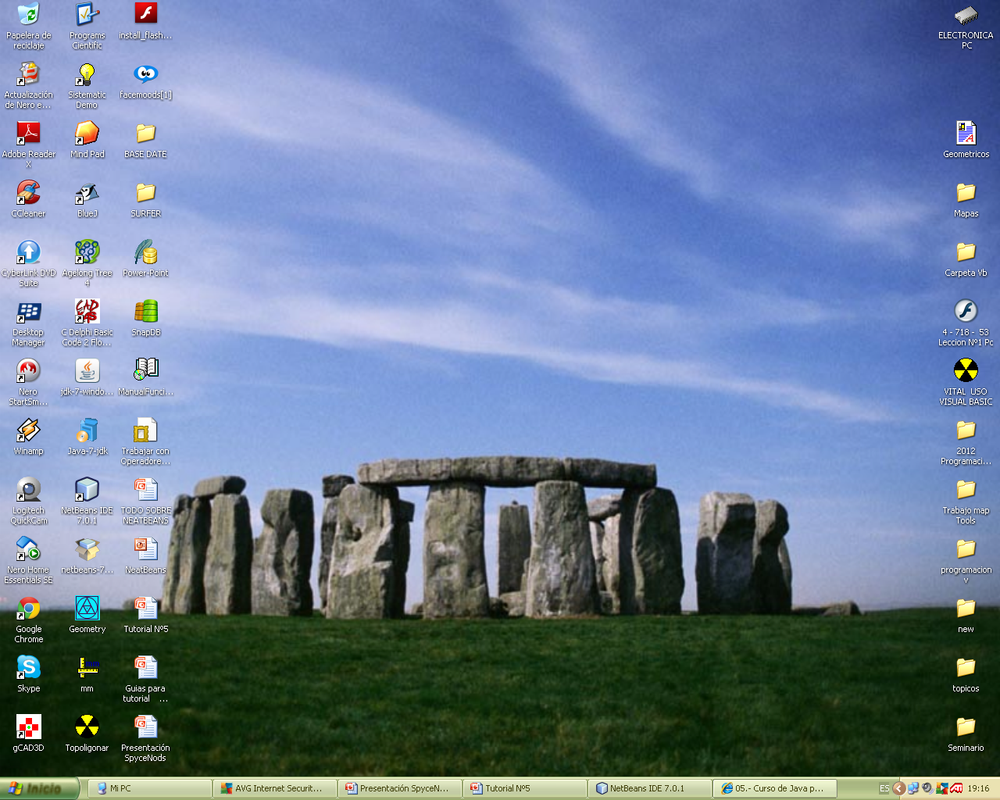 Papelera de
reciclaje
Programs
Cientific
install_flash...
ELECTRONICA
PC
Actualización
de Nero e...
Sistematic
Demo
facemoods[1]
Adobe Reader
X
Mind Pad
BASE DATE
Geometricos
CCleaner
BlueJ
SURFER
Mapas
CyberLink DVD
Suite
Agelong Tree
4
Power-Point
Carpeta Vb
Desktop
Manager
C Delphi Basic
Code 2 Flo...
SnapDB
4 - 718 - 53
Leccion Nº1 Pc
Nero
StartSm...
jdk-7-windo...
ManualFunci...
VITAL USO
VISUAL BASIC
Winamp
Java-7-jdk
Trabajar con
Operadore...
2012
Programaci...
Logitech
QuickCam
NetBeans IDE
7.0.1
TODO SOBRE
NEATBEANS
Trabajo map
Tools
Nero Home
Essentials SE
netbeans-7...
NeatBeans
programacion
v
Google
Chrome
Geometry
Tutorial Nº5
new
Skype
mm
Guias para
tutorial ...
topicos
gCAD3D
Topoligonar
Presentación
SpyceNods
Seminario
Inicio
Mi PC
AVG Internet Securit...
Presentación SpyceN...
Tutorial Nº5
NetBeans IDE 7.0.1
05.- Curso de Java p...
ES
19:16